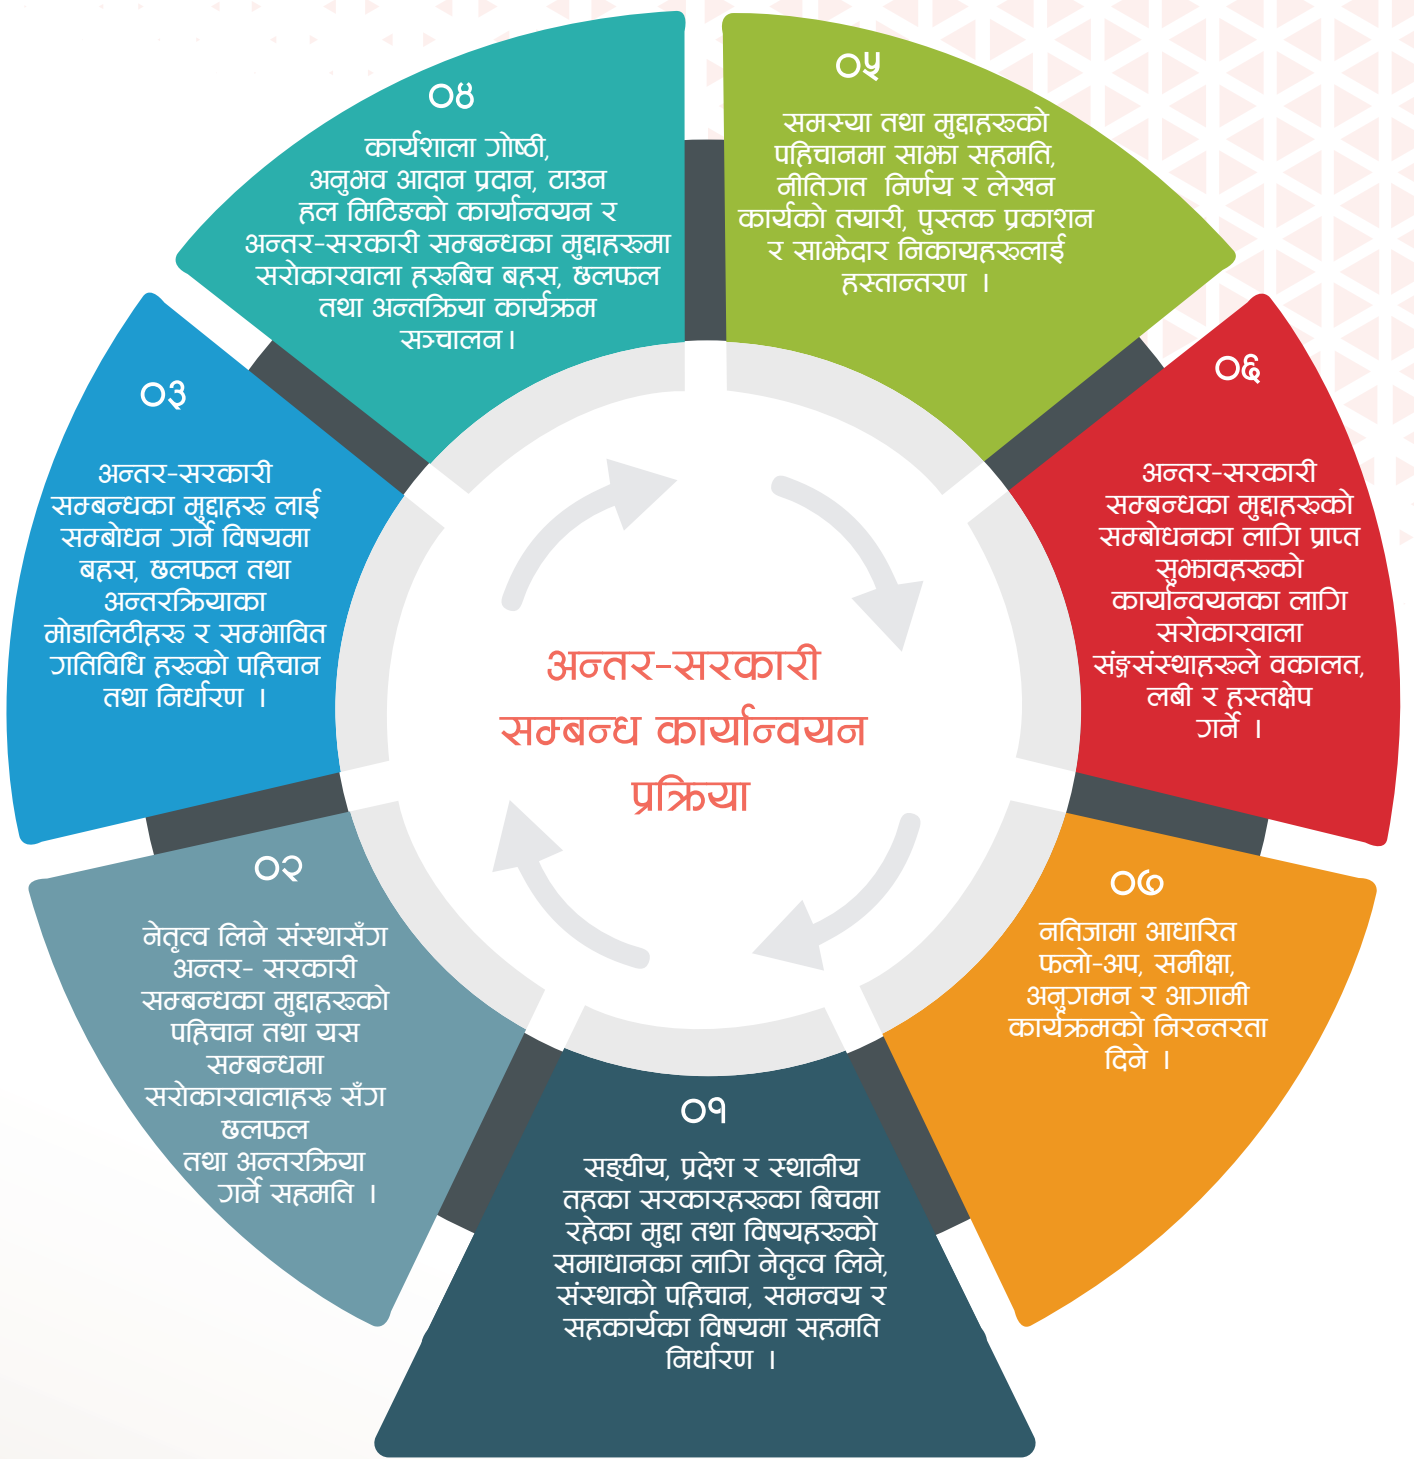 अन्तर-सरकारी
सम्बन्ध कार्यान्वयन
प्रक्रिया
०१
सङ्घीय, प्रदेश र स्थानीय
तहका सरकारहरुका बिचमा
रहेका मुद्दा तथा विषयहरुको
समाधानका लागि नेतृत्व लिने,
संस्थाको पहिचान, समन्वय र
सहकार्यका विषयमा सहमति
निर्धारण ।
०२
नेतृत्व लिने संस्थासँग
अन्तर- सरकारी
सम्बन्धका मुद्दाहरुको
पहिचान तथा यस
सम्बन्धमा
सरोकारवालाहरु सँग
छलफल
तथा अन्तरक्रिया
गर्ने सहमति ।
०३
अन्तर-सरकारी
सम्बन्धका मुद्दाहरु लाई
सम्बोधन गर्ने विषयमा
बहस, छलफल तथा
अन्तरक्रियाका
मोडालिटीहरु र सम्भावित
गतिविधि हरुको पहिचान
तथा निर्धारण ।
०४
कार्यशाला गोष्ठी,
अनुभव आदान प्रदान, टाउन
हल मिटिङको कार्यान्वयन र
अन्तर-सरकारी सम्बन्धका मुद्दाहरुमा
सरोकारवाला हरुबिच बहस, छलफल
तथा अन्तक्रिया कार्यक्रम
सञ्चालन ।
०५
समस्या तथा मुद्दाहरुको
पहिचानमा साझा सहमति,
नीतिगत निर्णय र लेखन
कार्यको तयारी, पुस्तक प्रकाशन
र साझेदार निकायहरुलाई
हस्तान्तरण ।
०६
अन्तर-सरकारी
सम्बन्धका मुद्दाहरुको
सम्बोधनका लागि प्राप्त
सुझावहरुको
कार्यान्वयनका लागि
सरोकारवाला
संङ्गसंस्थाहरुले वकालत,
लबी र हस्तक्षेप
गर्ने ।
०७
नतिजामा आधारित
फलो-अप, समीक्षा,
अनुगमन र आगामी
कार्यक्रमको निरन्तरता
दिने ।